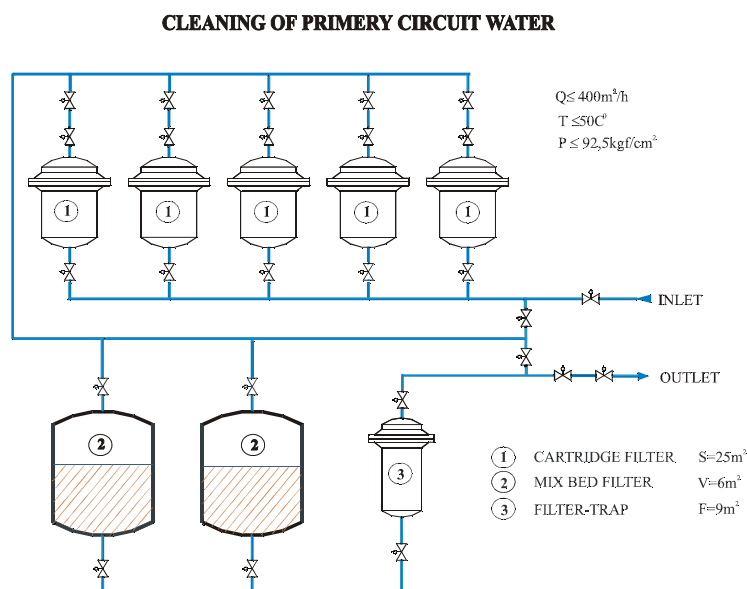 CLEANING OF PRIMERY CIRCUIT WATER
Q≤ 400m³/h
T ≤50C⁰
P ≤ 92,5kgf/cm²
1 1 1 1 1
INLET
OUTLET
2 2 3
1 CARTRIDGE FILTER S=25m²
2 MIX BED FILTER V=6m²
3 FILTER-TRAP F=9m²